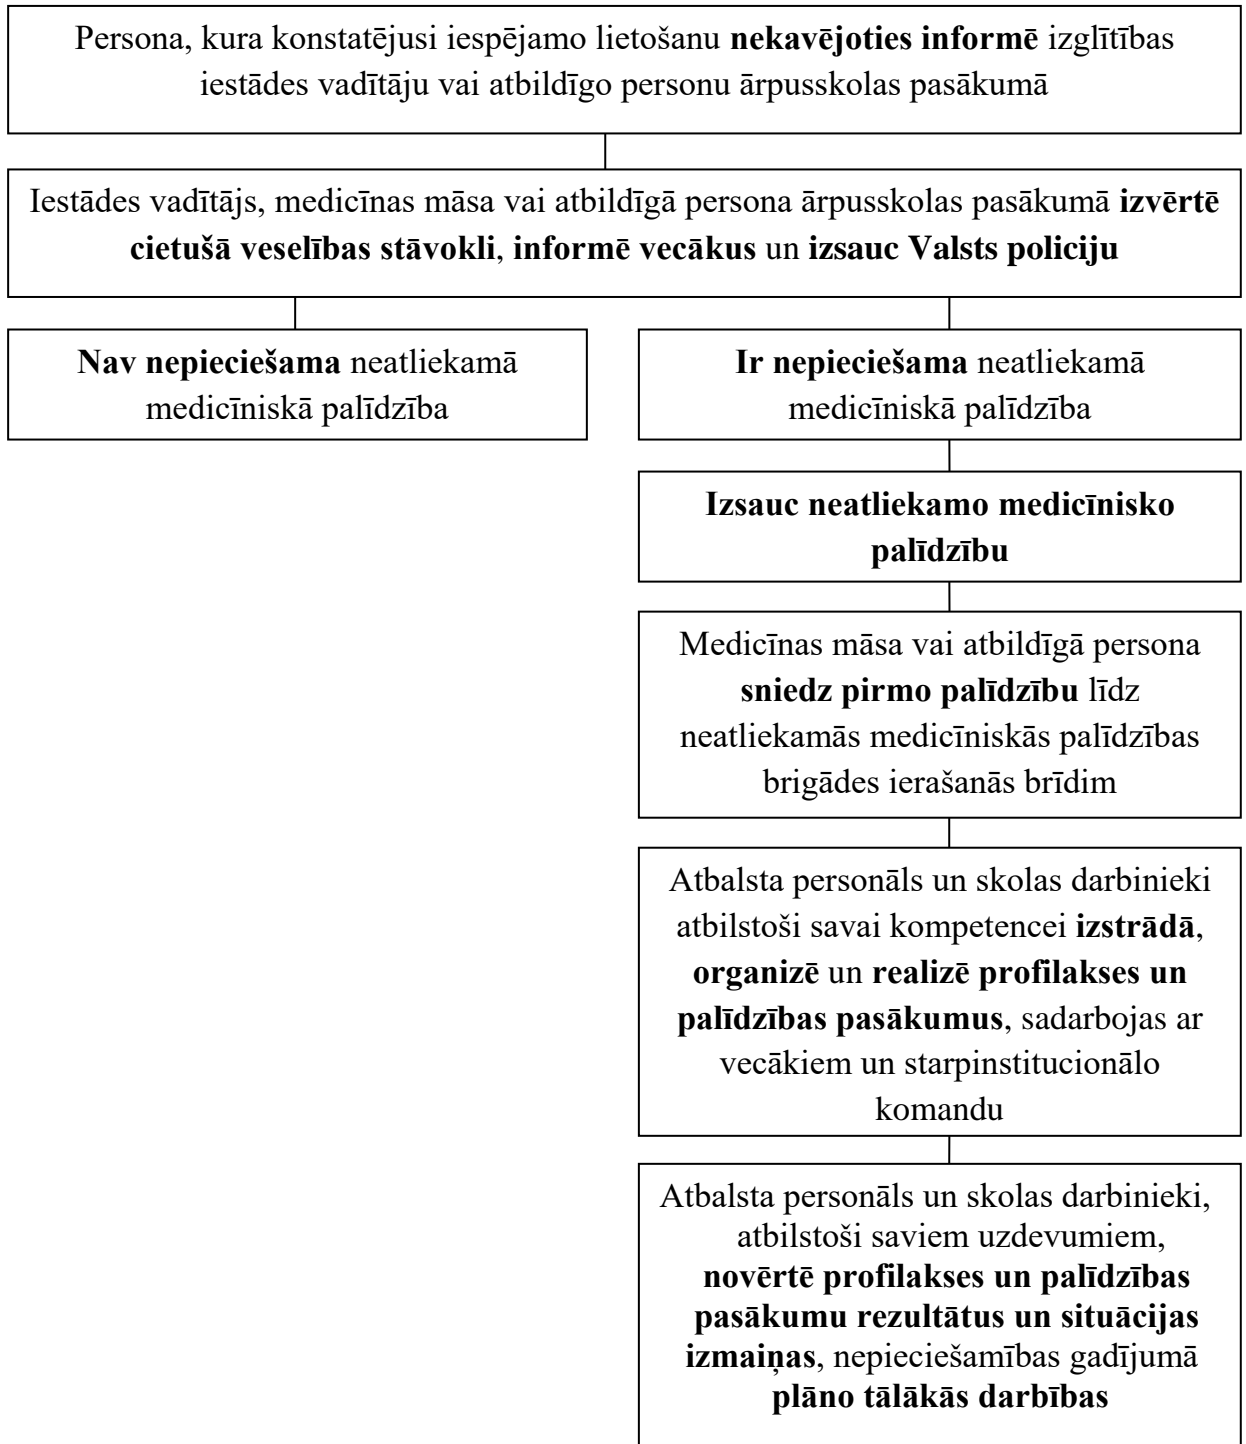 Persona, kura konstatējusi iespējamo lietošanu nekavējoties informē izglītības
iestādes vadītāju vai atbildīgo personu ārpusskolas pasākumā
Iestādes vadītājs, medicīnas māsa vai atbildīgā persona ārpusskolas pasākumā izvērtē
cietušā veselības stāvokli, informē vecākus un izsauc Valsts policiju
Nav nepieciešama neatliekamā
medicīniskā palīdzība
Ir nepieciešama neatliekamā
medicīniskā palīdzība
Izsauc neatliekamo medicīnisko
palīdzību
Medicīnas māsa vai atbildīgā persona
sniedz pirmo palīdzību līdz
neatliekamās medicīniskās palīdzības
brigādes ierašanās brīdim
Atbalsta personāls un skolas darbinieki
atbilstoši savai kompetencei izstrādā,
organizē un realizē profilakses un
palīdzības pasākumus, sadarbojas ar
vecākiem un starpinstitucionālo
komandu
Atbalsta personāls un skolas darbinieki,
atbilstoši saviem uzdevumiem,
novērtē profilakses un palīdzības
pasākumu rezultātus un situācijas
izmaiņas, nepieciešamības gadījumā
plāno tālākās darbības